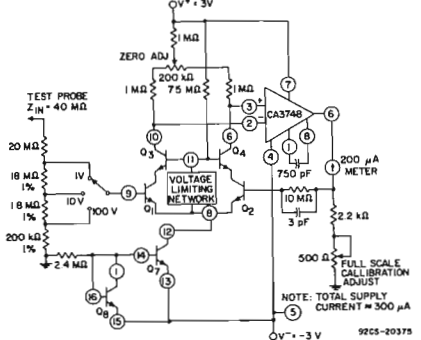 V⁺=3V
1 MΩ
ZERO ADJ
200 kΩ
1 MΩ
75 MΩ
1 MΩ
TEST PROBE
Z IN = 40 MΩ
7
3
+
2
−
CA3748
6
1
8
4
750 pF
200 µA
METER
10
6
Q3
11
Q4
20 MΩ
18 MΩ
1%
1V
10V
1.8 MΩ
1%
100 V
200 kΩ
1%
9
VOLTAGE
LIMITING
NETWORK
Q1
8
Q2
10 MΩ
3 pF
2.2 kΩ
500 Ω
FULL SCALE
CALLIBRATION
ADJUST
12
2.4 MΩ
14
Q7
1
16
Q8
13
15
5
NOTE: TOTAL SUPPLY
CURRENT ≈ 300 µA
V⁻=-3 V
92CS-20375